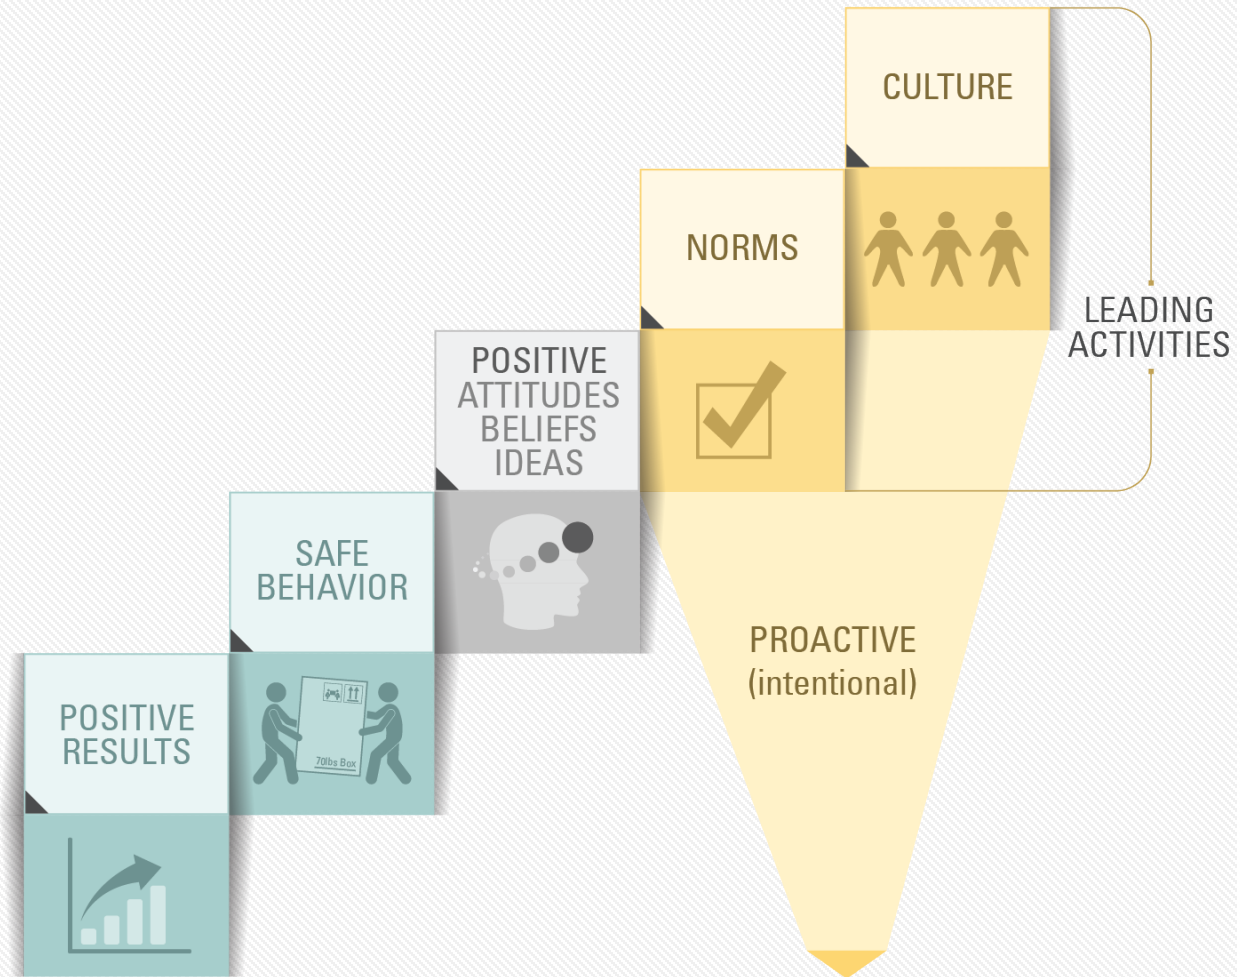 CULTURE
NORMS
LEADING
ACTIVITIES
POSITIVE
ATTITUDES
BELIEFS
IDEAS
SAFE
BEHAVIOR
PROACTIVE
(intentional)
POSITIVE
RESULTS
70lbs Box